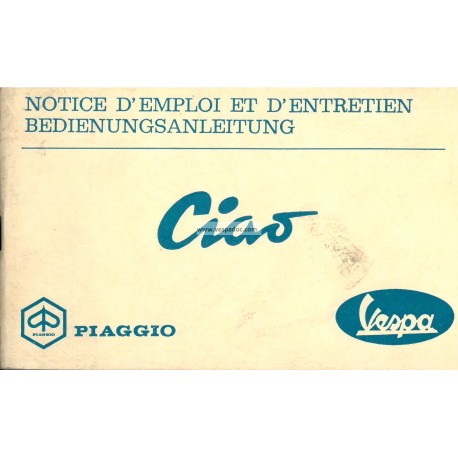 NOTICE D'EMPLOI ET D'ENTRETIEN
BEDIENUNGSANLEITUNG
Ciao
www.vespadoc.com
PIAGGIO
PIAGGIO
Vespa